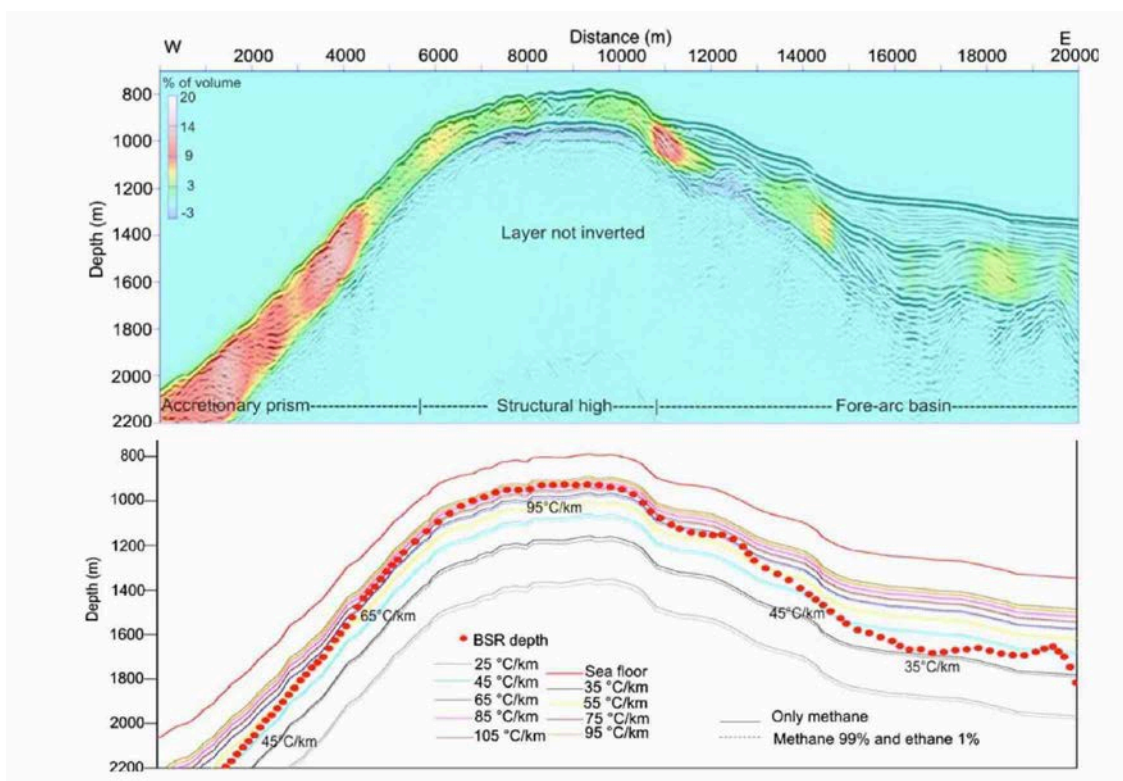 Distance (m)
W
E
2000 4000 6000 8000 10000 12000 14000 16000 18000 20000
% of volume
20
14
9
3
-3
Depth (m)
800
1000
1200
1400
1600
1800
2000
2200
Layer not inverted
Accretionary prism
Structural high
Fore-arc basin
Depth (m)
800
1000
1200
1400
1600
1800
2000
2200
95°C/km
65°C/km
45°C/km
45°C/km
35°C/km
BSR depth
25 °C/km
45 °C/km
65 °C/km
85 °C/km
105 °C/km
Sea floor
35 °C/km
55 °C/km
75 °C/km
95 °C/km
Only methane
Methane 99% and ethane 1%